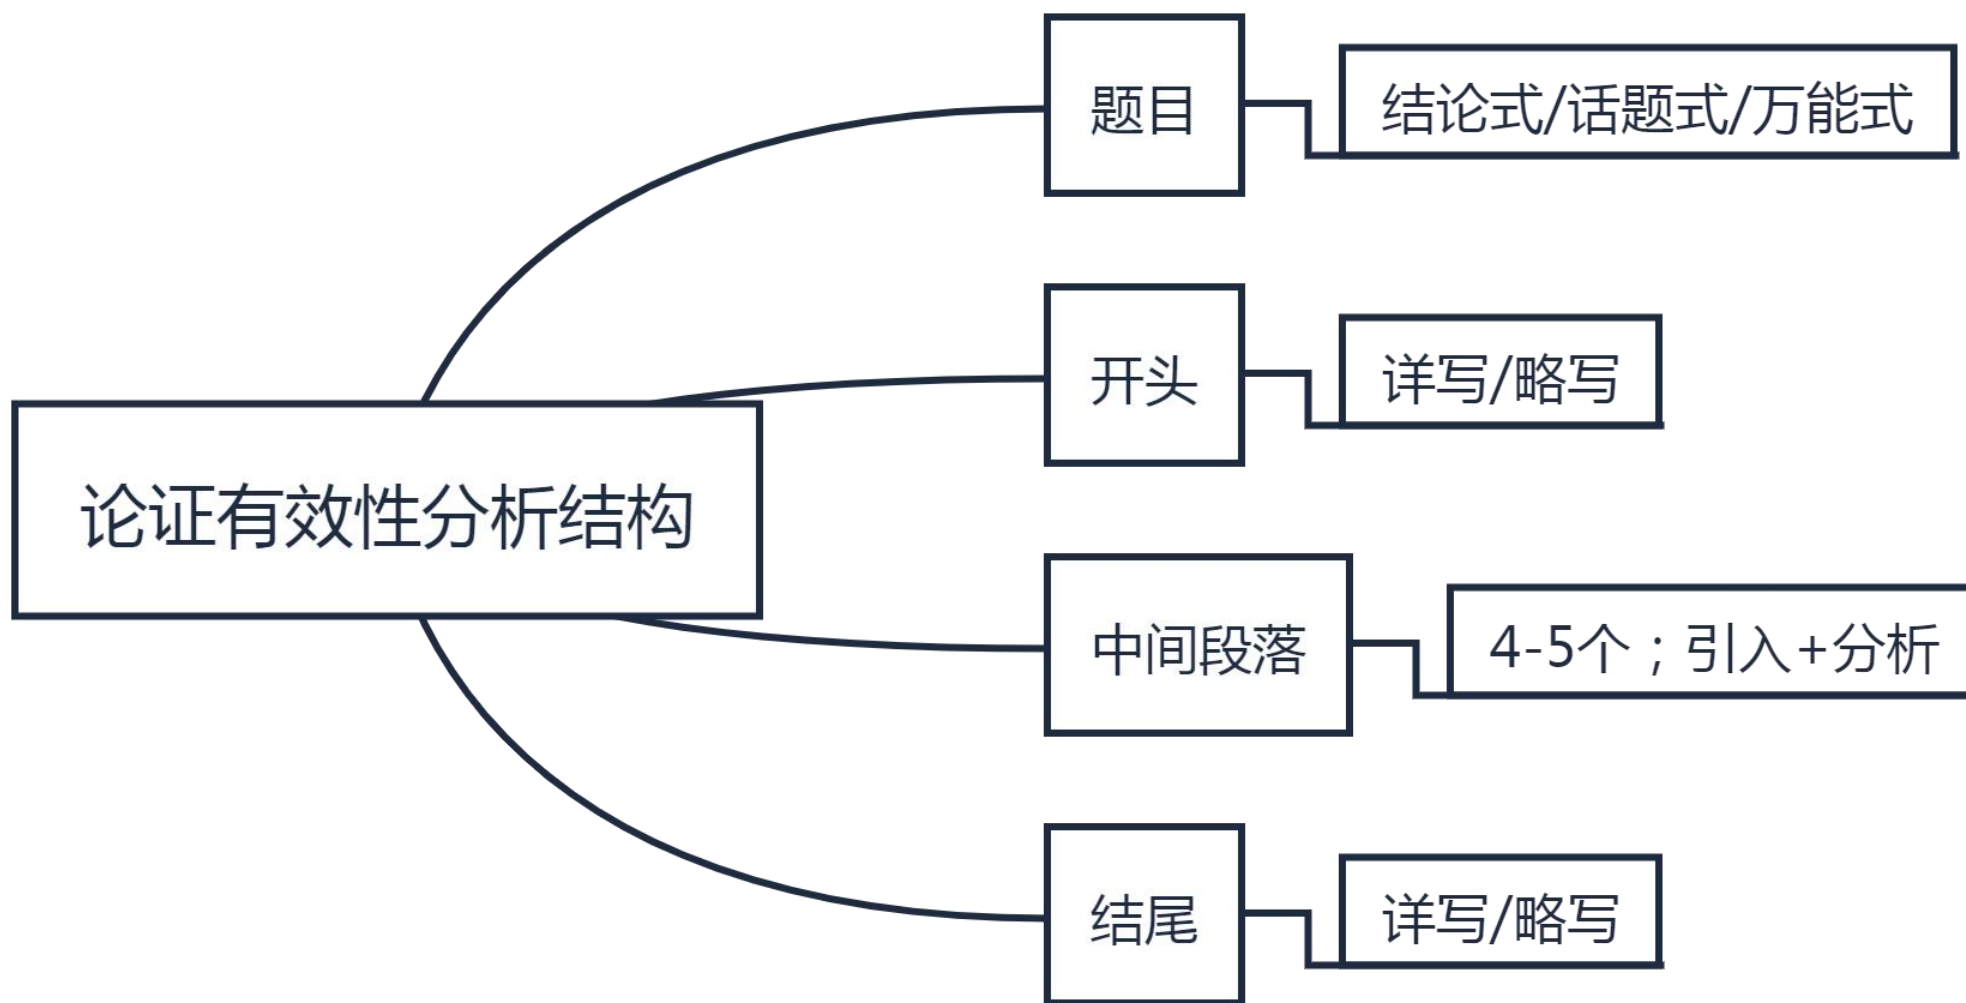 题目
结论式/话题式/万能式
开头
详写/略写
论证有效性分析结构
中间段落
4-5个；引入+分析
结尾
详写/略写